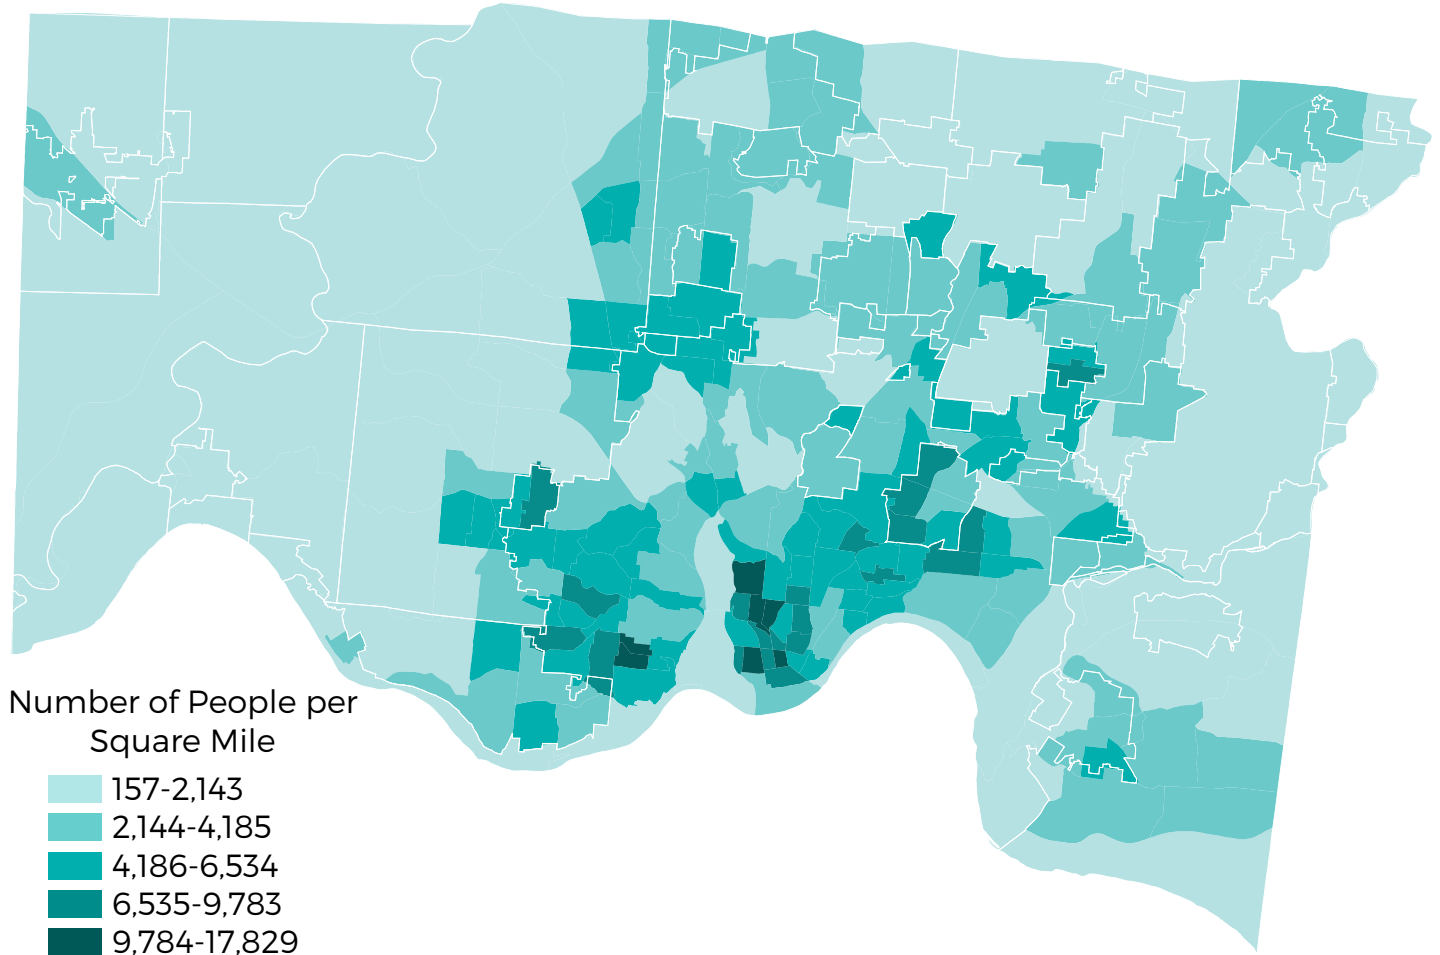 Number of People per
Square Mile
157-2,143
2,144-4,185
4,186-6,534
6,535-9,783
9,784-17,829